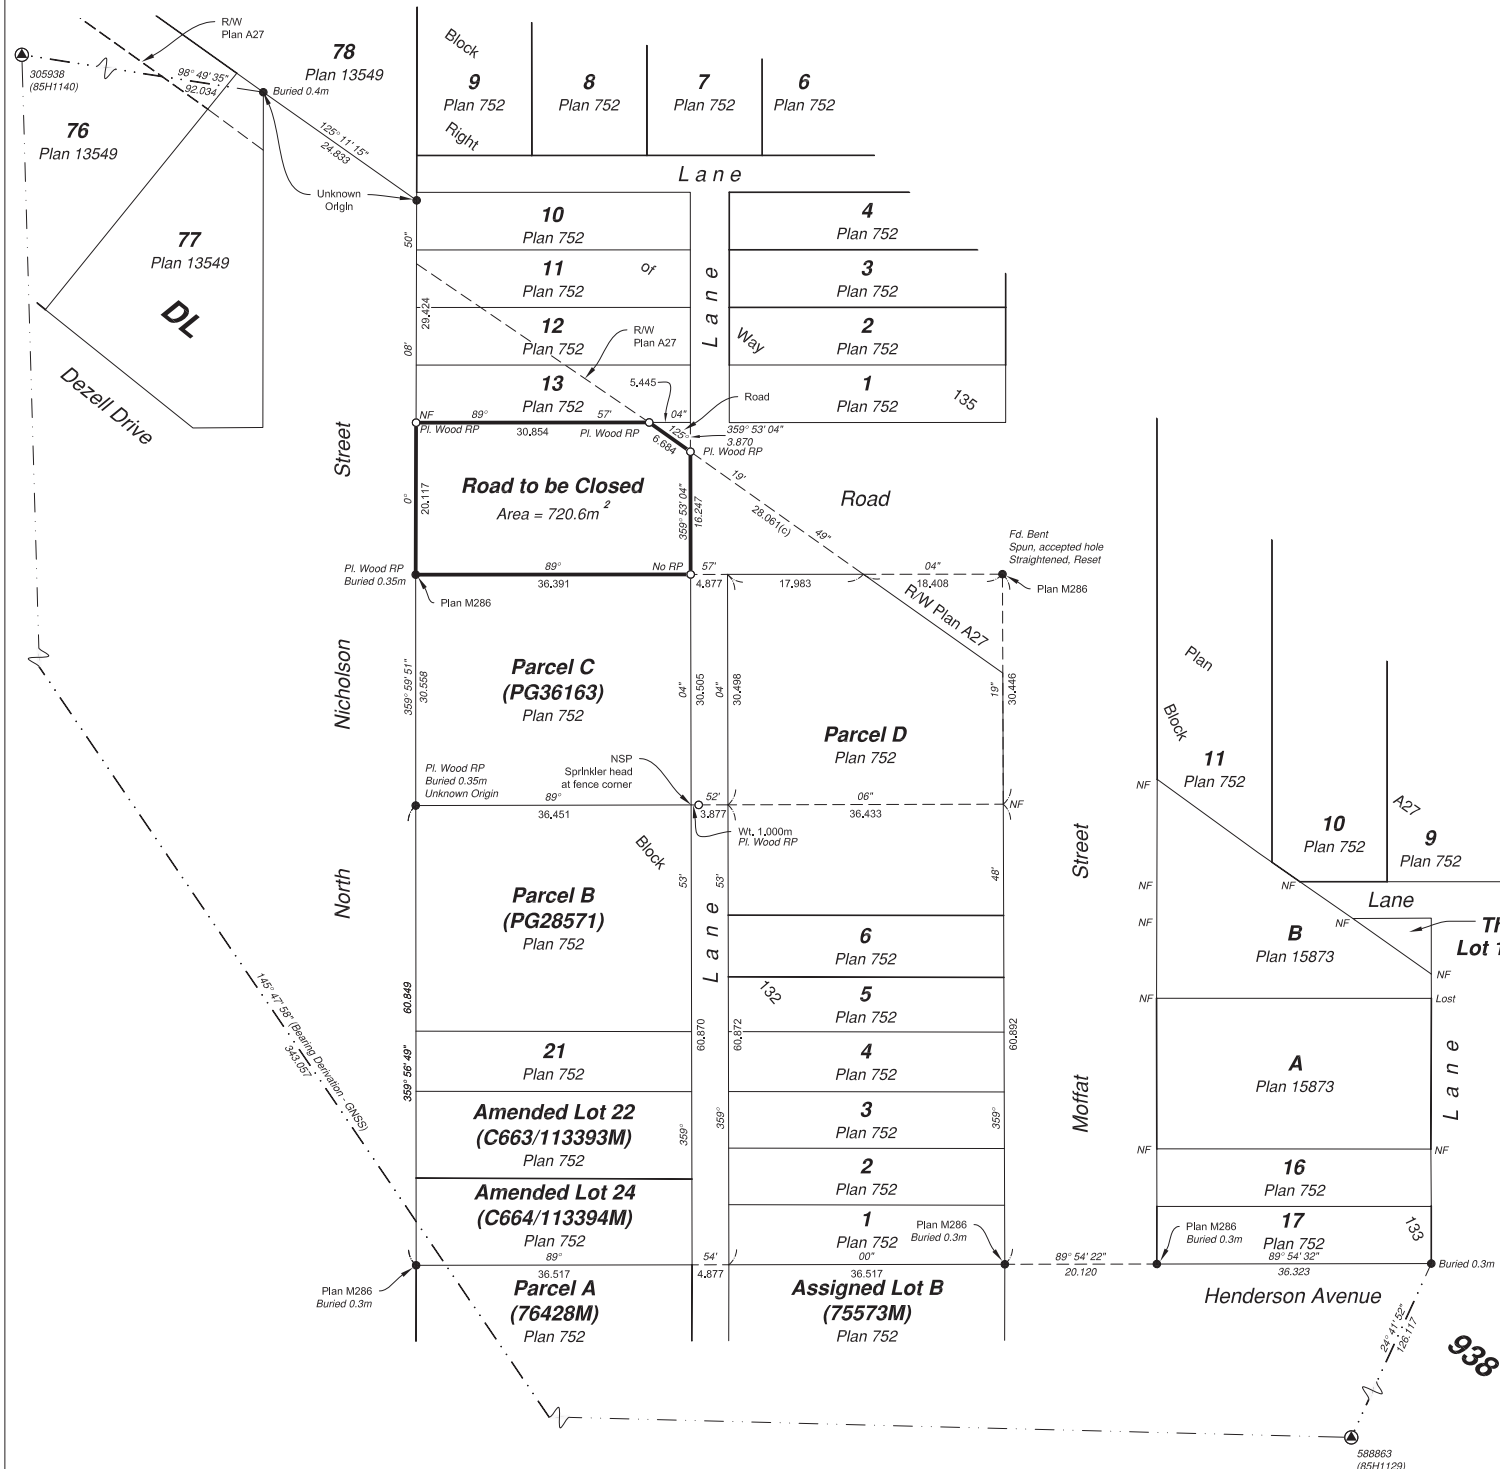 R/W
Plan A27
305938
(85H1140)
98° 49' 35"
92.034
78
Plan 13549
Buried 0.4m
76
Plan 13549
125° 11' 15"
24.833
Unknown
Origin
77
Plan 13549
DL
Dezell Drive
Block
9
Plan 752
Right
8
Plan 752
7
Plan 752
6
Plan 752
Lane
50"
10
Plan 752
11
Plan 752
of
29.424
08'
12
Plan 752
R/W
Plan A27
13
Plan 752
5.445
Lane
4
Plan 752
3
Plan 752
Way
2
Plan 752
1
Plan 752
135
Road
NF
89°
57'
04"
Pl. Wood RP
30.854
Pl. Wood RP
125°
6.684
359° 53' 04"
3.870
Pl. Wood RP
Street
0°
20.117
Road to be Closed
Area = 720.6m 2
359° 53' 04"
16.247
19'
28.061(c)
49"
Road
Fd. Bent
Spun, accepted hole
Straightened, Reset
Pl. Wood RP
Buried 0.35m
89°
36.391
No RP
57'
4.877
17.983
04"
18.408
Plan M286
Plan M286
R/W Plan A27
Nicholson
359° 59' 51"
30.558
Parcel C
(PG36163)
Plan 752
04"
30.505
04"
30.498
Parcel D
Plan 752
19"
30.446
Pl. Wood RP
Buried 0.35m
Unknown Origin
NSP
Sprinkler head
at fence corner
89°
36.451
52'
3.877
06"
36.433
NF
Wt. 1.000m
Pl. Wood RP
Block
North
Parcel B
(PG28571)
Plan 752
53'
53'
48'
Lane
6
Plan 752
132
5
Plan 752
60.849
359° 56' 49"
60.870
60.872
60.892
21
Plan 752
4
Plan 752
Amended Lot 22
(C663/113393M)
Plan 752
359°
359°
3
Plan 752
359°
2
Plan 752
Amended Lot 24
(C664/113394M)
Plan 752
1
Plan 752
Plan M286
Buried 0.3m
89°
36.517
54'
4.877
00"
36.517
Plan M286
Buried 0.3m
Parcel A
(76428M)
Plan 752
Assigned Lot B
(75573M)
Plan 752
145° 47' 58" (Bearing Derivation - GNSS)
343.057
Street
Moffat
Plan
Block
11
Plan 752
10
Plan 752
A27
9
Plan 752
NF
NF
NF
Lane
NF
NF
B
Plan 15873
Th
Lot 1
NF
NF
Lost
A
Plan 15873
Lane
NF
NF
16
Plan 752
17
Plan 752
133
Plan M286
Buried 0.3m
89° 54' 22"
20.120
89° 54' 32"
36.323
Buried 0.3m
Henderson Avenue
24° 41' 52"
126.117
938
588863
(85H1129)